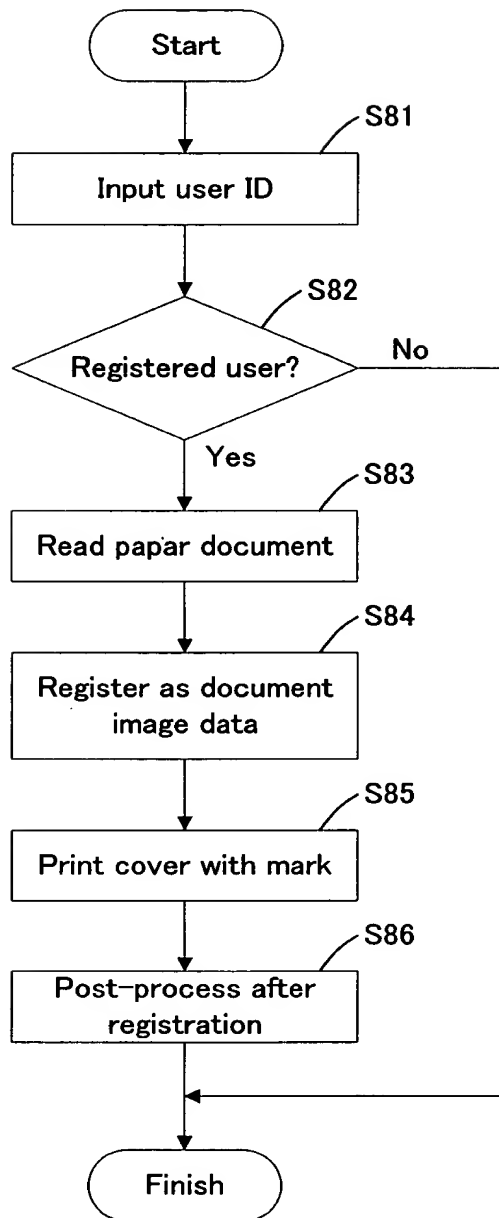 Start
S81
Input user ID
S82
Registered user?
No
Yes
S83
Read papar document
S84
Register as document
image data
S85
Print cover with mark
S86
Post-process after
registration
Finish